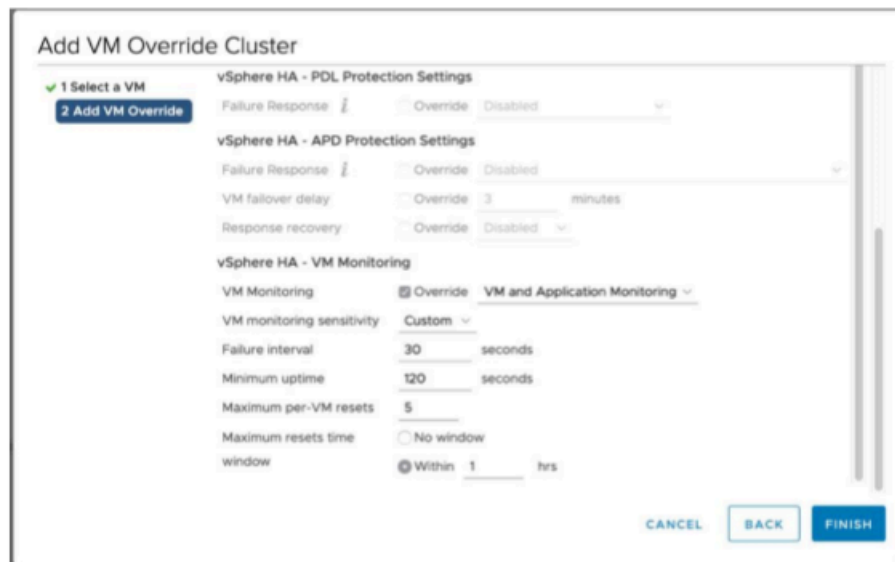 Add VM Override Cluster
1 Select a VM
2 Add VM Override
vSphere HA - PDL Protection Settings
Failure Response i Override Disabled
vSphere HA - APD Protection Settings
Failure Response i Override Disabled
VM failover delay Override 3 minutes
Response recovery Override Disabled
vSphere HA - VM Monitoring
VM Monitoring Override VM and Application Monitoring
VM monitoring sensitivity Custom
Failure interval 30 seconds
Minimum uptime 120 seconds
Maximum per-VM resets 5
Maximum resets time No window
window Within 1 hrs
CANCEL BACK FINISH